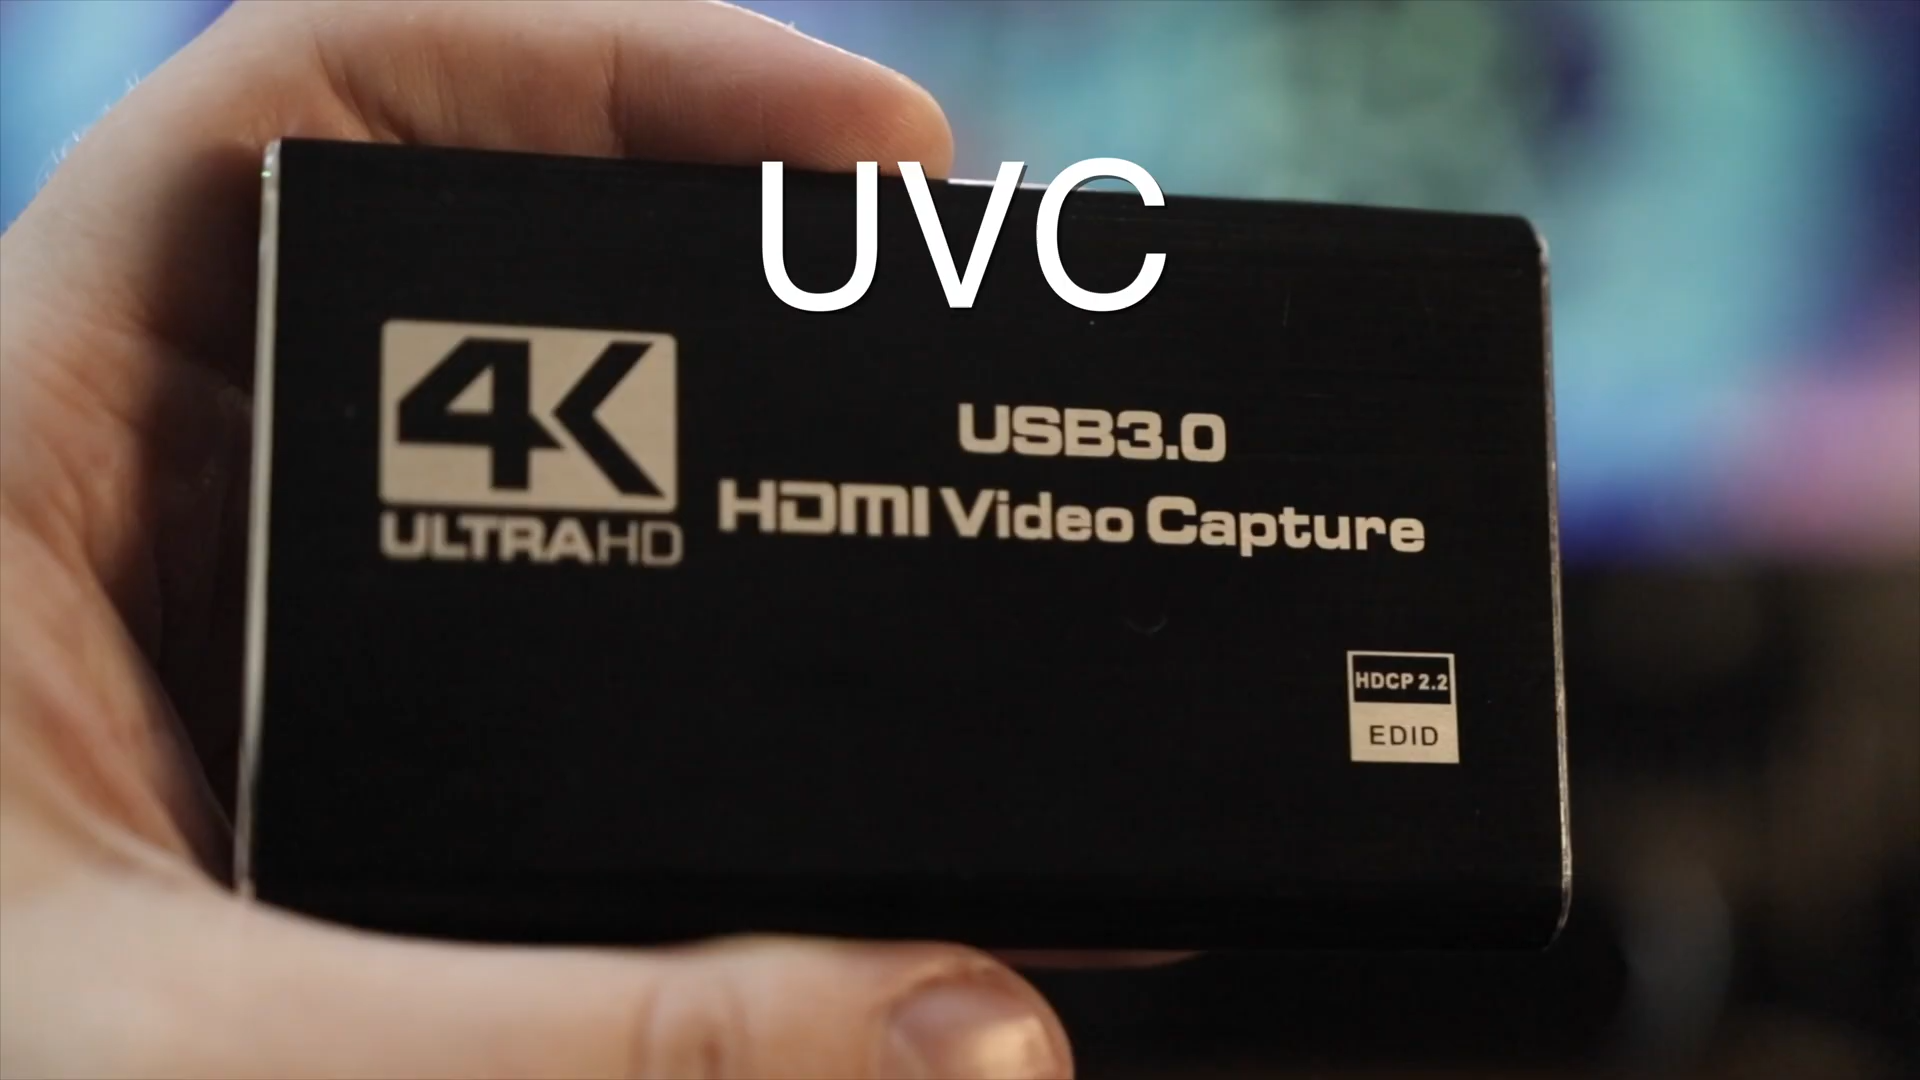 UVC
4K
ULTRAHD
USB3.0
HDMI Video Capture
HDCP 2.2
EDID